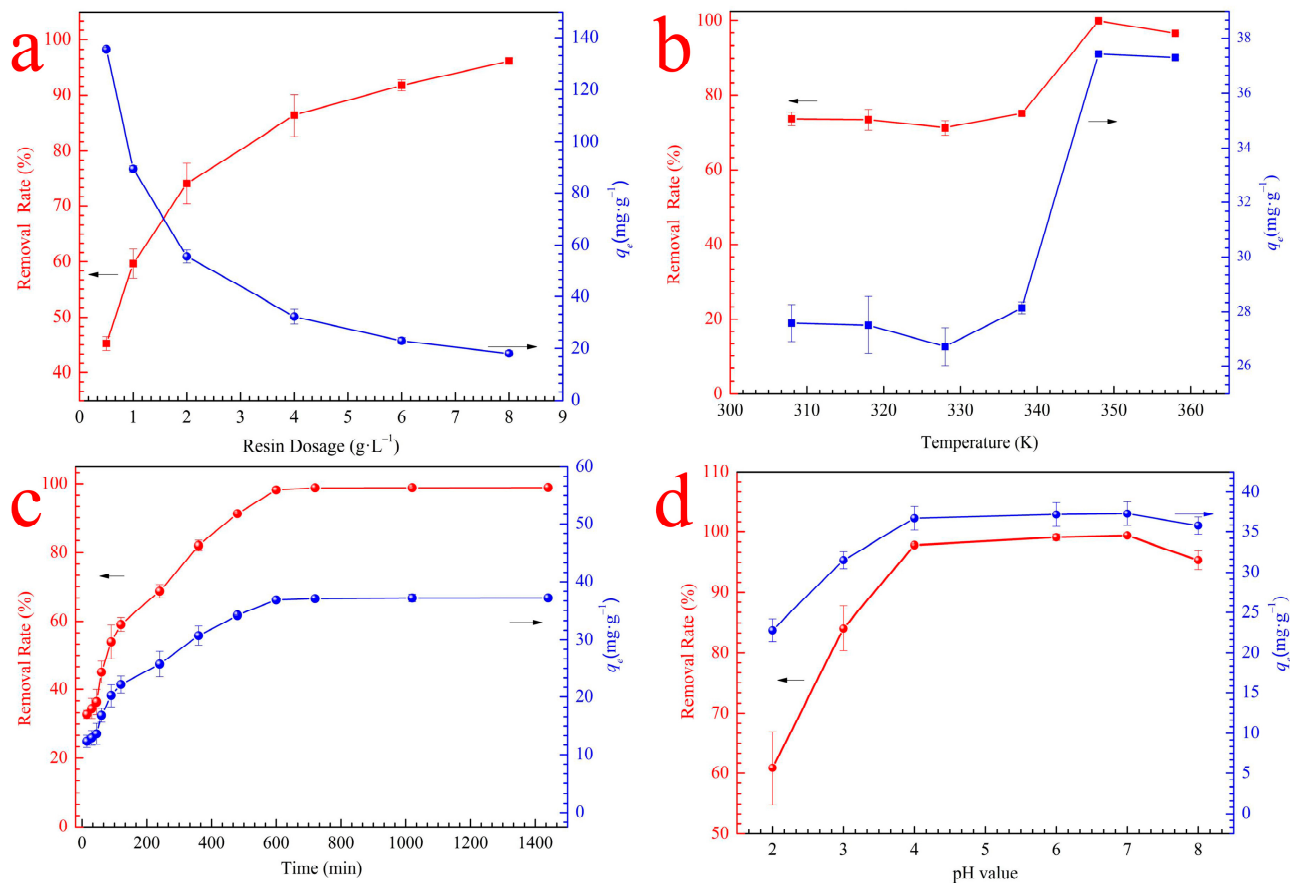 a
100
90
80
70
60
50
40
Removal Rate (%)
0 1 2 3 4 5 6 7 8 9
Resin Dosage (g·L⁻¹)
140
120
100
80
60
40
20
0
qₑ(mg·g⁻¹)
b
100
80
60
40
20
0
Removal Rate (%)
300 310 320 330 340 350 360
Temperature (K)
38
36
34
32
30
28
26
qₑ(mg·g⁻¹)
c
100
80
60
40
20
0
Removal Rate (%)
0 200 400 600 800 1000 1200 1400
Time (min)
60
50
40
30
20
10
0
qₑ(mg·g⁻¹)
d
110
100
90
80
70
60
50
Removal Rate (%)
2 3 4 5 6 7 8
pH value
40
35
30
25
20
15
10
5
0
qₑ(mg·g⁻¹)